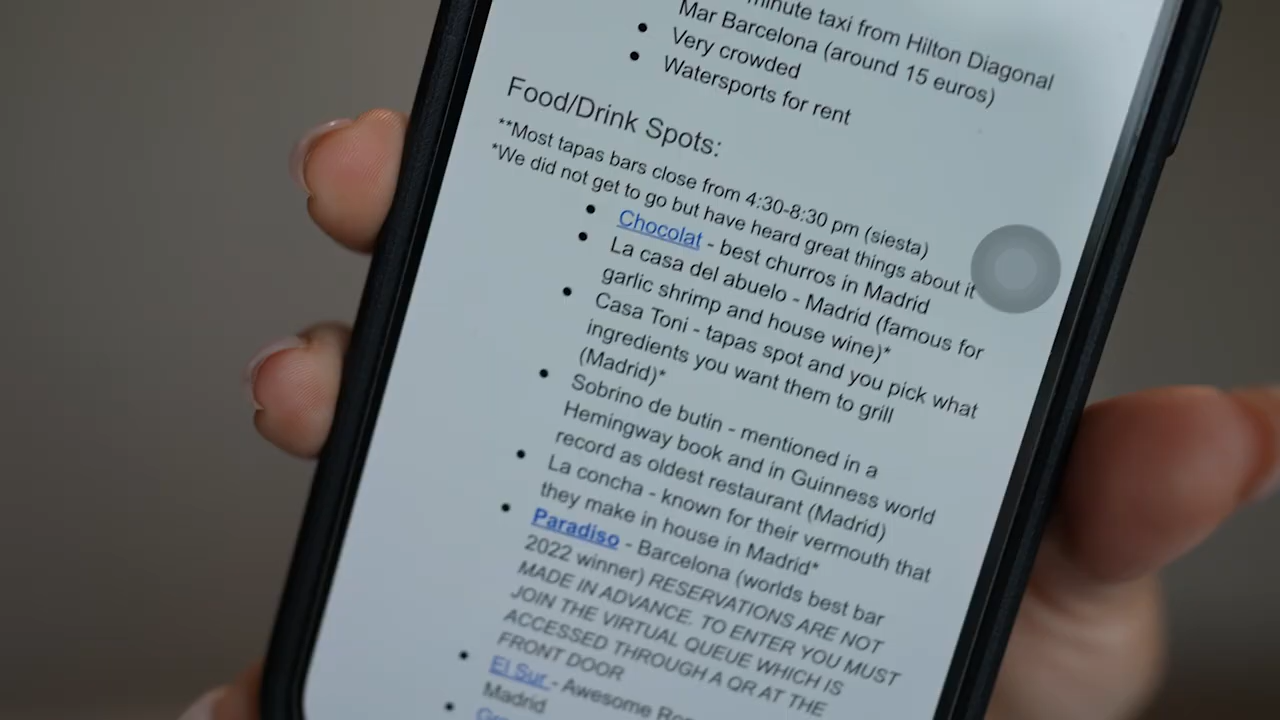 minute taxi from Hilton Diagonal
Mar Barcelona (around 15 euros)
Very crowded
Watersports for rent
Food/Drink Spots:
**Most tapas bars close from 4:30-8:30 pm (siesta)
*We did not get to go but have heard great things about it
Chocolat - best churros in Madrid
La casa del abuelo - Madrid (famous for
garlic shrimp and house wine)*
Casa Toni - tapas spot and you pick what
ingredients you want them to grill
(Madrid)*
Sobrino de butin - mentioned in a
Hemingway book and in Guinness world
record as oldest restaurant (Madrid)
La concha - known for their vermouth that
they make in house in Madrid*
Paradiso - Barcelona (worlds best bar
2022 winner) RESERVATIONS ARE NOT
MADE IN ADVANCE. TO ENTER YOU MUST
JOIN THE VIRTUAL QUEUE WHICH IS
ACCESSED THROUGH A QR AT THE
FRONT DOOR
El Sur - Awesome
Madrid